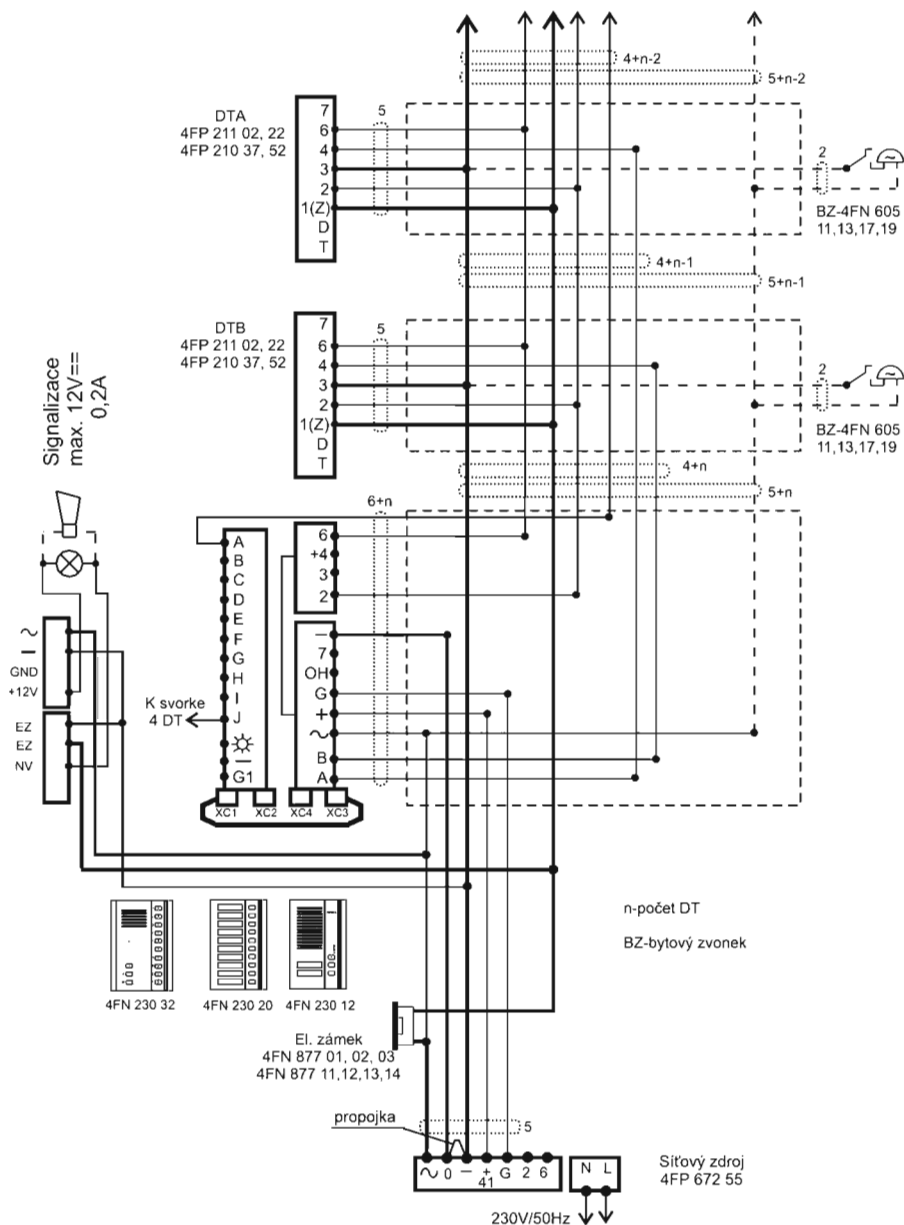 4+n-2
5+n-2
DTA
4FP 211 02, 22
4FP 210 37, 52
7
6
4
3
2
1(Z)
D
T
5
2
BZ-4FN 605
11,13,17,19
4+n-1
5+n-1
DTB
4FP 211 02, 22
4FP 210 37, 52
7
6
4
3
2
1(Z)
D
T
5
2
BZ-4FN 605
11,13,17,19
4+n
5+n
6+n
Signalizace
max. 12V==
0,2A
~
–
GND
+12V
EZ
EZ
NV
K svorke
4 DT
A
B
C
D
E
F
G
H
I
J
–
G1
6
+4
3
2
–
7
OH
G
+
~
B
A
XC1
XC2
XC4
XC3
n-počet DT
BZ-bytový zvonek
4FN 230 32
4FN 230 20
4FN 230 12
El. zámek
4FN 877 01, 02, 03
4FN 877 11,12,13,14
propojka
5
~ 0 – + G 2 6
41
N L
Síťový zdroj
4FP 672 55
230V/50Hz